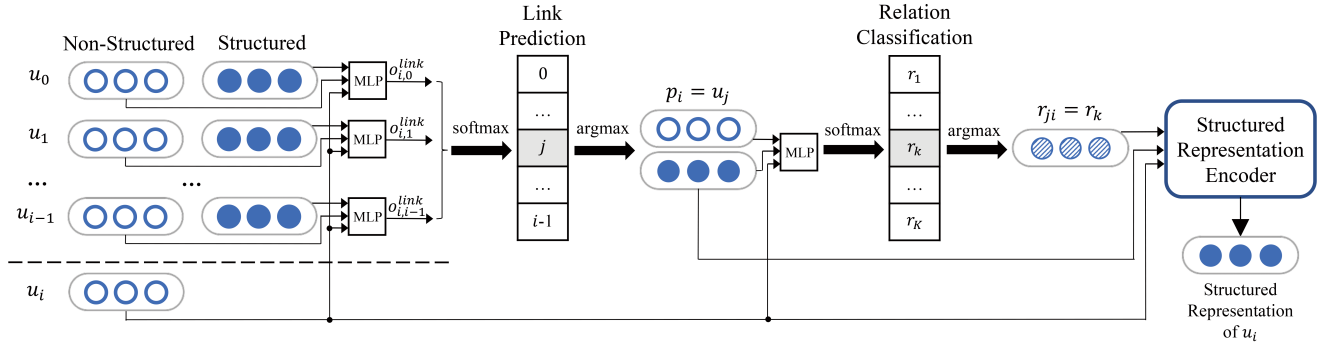 Non-Structured Structured
u_0
MLP
o_{i,0}^{link}
u_1
MLP
o_{i,1}^{link}
... ...
u_{i−1}
MLP
o_{i,i−1}^{link}
u_i
softmax
Link
Prediction
0
...
j
...
i-1
argmax
p_i = u_j
MLP
softmax
Relation
Classification
r_1
...
r_k
...
r_K
argmax
r_{ji} = r_k
Structured
Representation
Encoder
Structured
Representation
of u_i